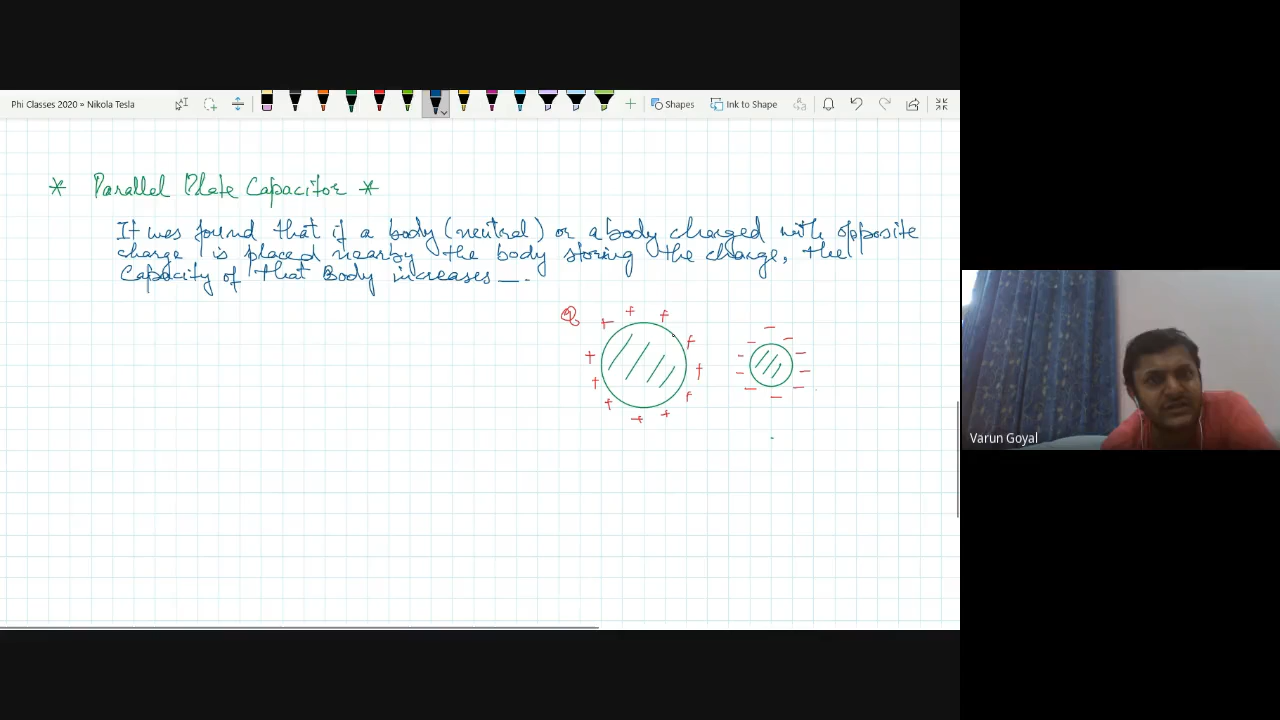 Phi Classes 2020 » Nikola Tesla
Shapes
Ink to Shape
* Parallel Plate Capacitor *
It was found that if a body (neutral) or a body charged with opposite
charge is placed nearby the body storing the charge, the
Capacity of that Body increases _.
Q
Varun Goyal